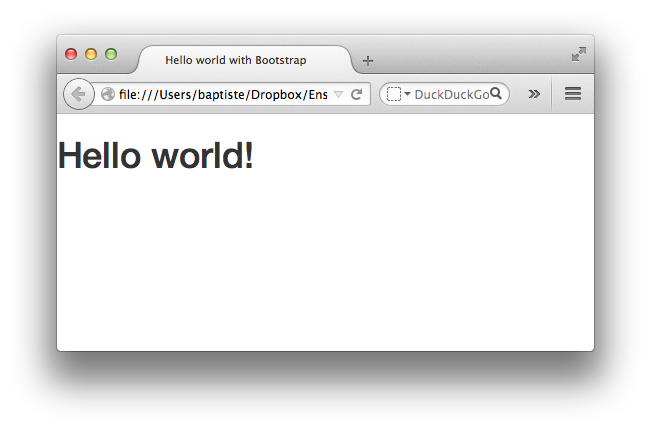 Hello world with Bootstrap
file:///Users/baptiste/Dropbox/Ens
DuckDuckGo
Hello world!